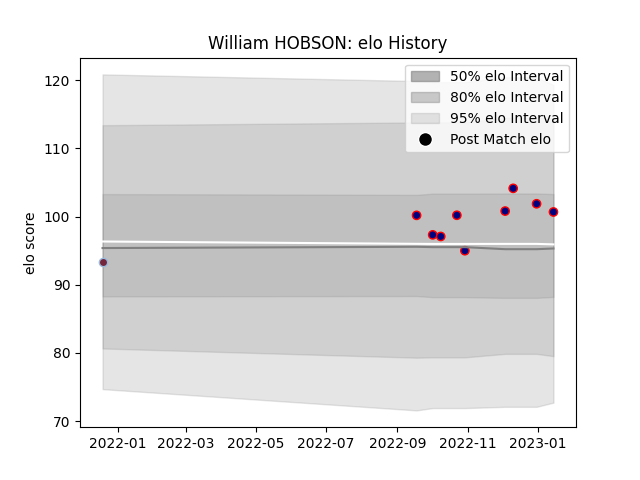 William HOBSON: elo History
50% elo Interval
80% elo Interval
95% elo Interval
Post Match elo
elo score
120
110
100
90
80
70
2022-01 2022-03 2022-05 2022-07 2022-09 2022-11 2023-01